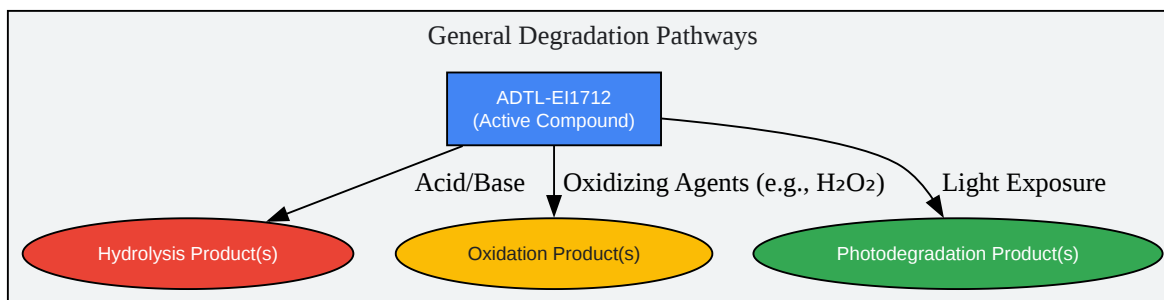 General Degradation Pathways
ADTL-EI1712
(Active Compound)
Acid/Base
Oxidizing Agents (e.g., H₂O₂)
Light Exposure
Hydrolysis Product(s)
Oxidation Product(s)
Photodegradation Product(s)